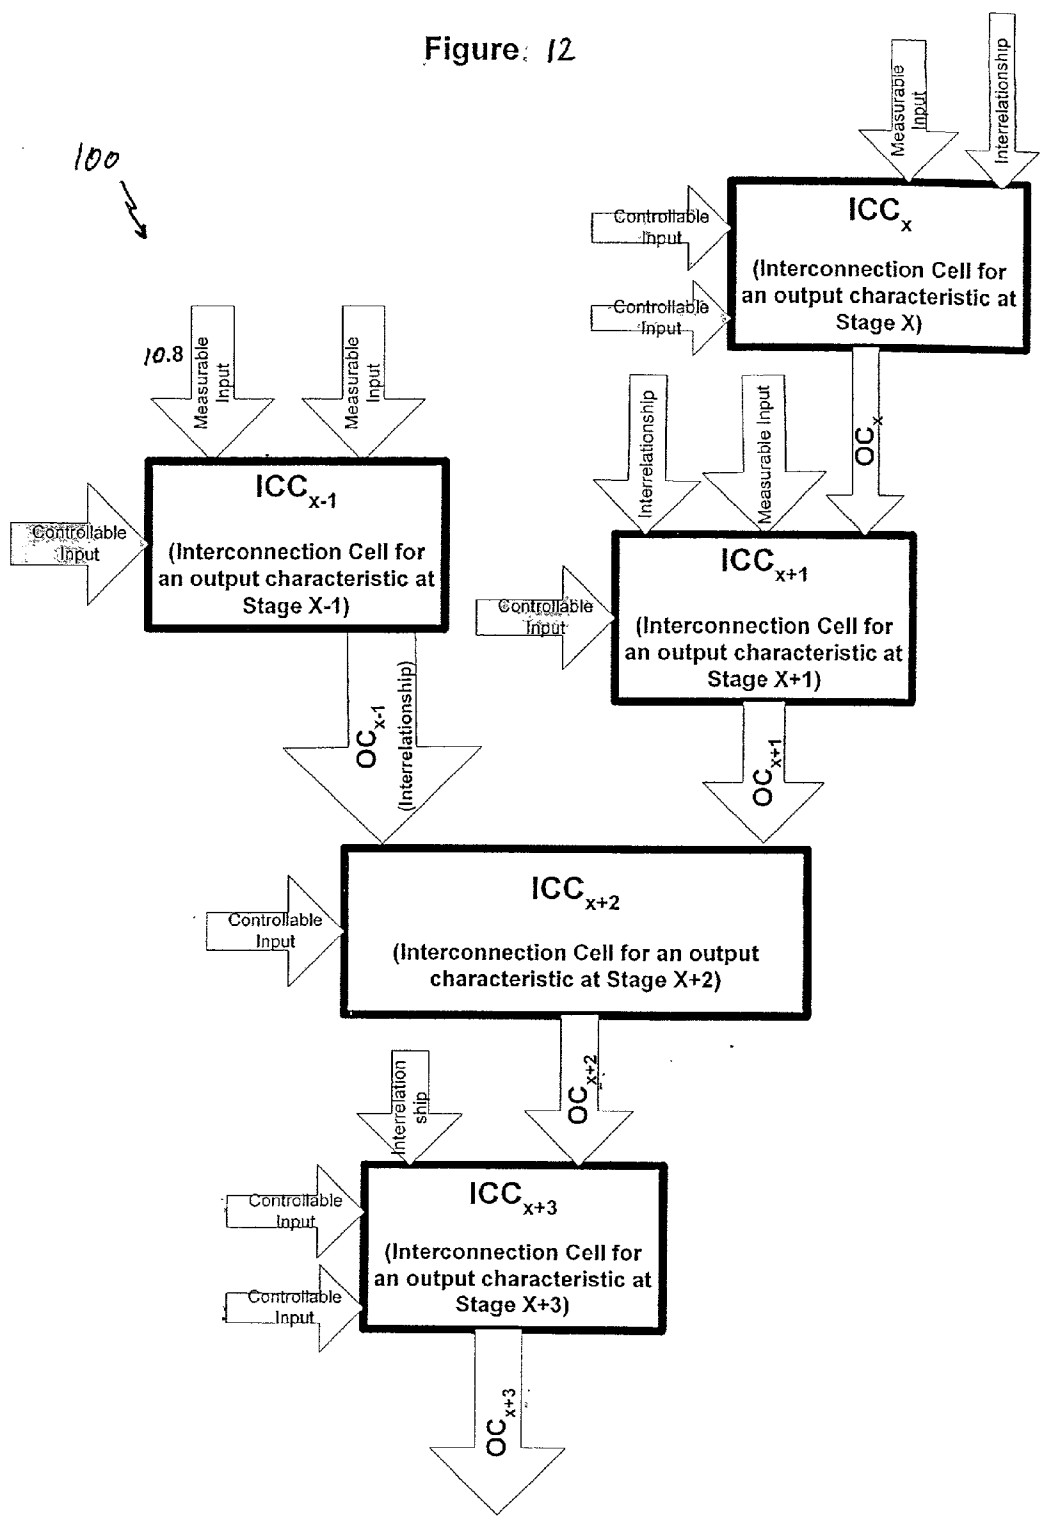 Figure 12
100
Measurable
Input
Interrelationship
Controllable
Input
Controllable
Input
ICCx
(Interconnection Cell for
an output characteristic at
Stage X)
10.8
Measurable
Input
Measurable
Input
Interrelationship
Measurable Input
OCx
Controllable
Input
ICCx-1
(Interconnection Cell for
an output characteristic at
Stage X-1)
Controllable
Input
ICCx+1
(Interconnection Cell for
an output characteristic at
Stage X+1)
OCx-1
(Interrelationship)
OCx+1
Controllable
Input
ICCx+2
(Interconnection Cell for an output
characteristic at Stage X+2)
Interrelation
ship
OCx+2
Controllable
Input
Controllable
Input
ICCx+3
(Interconnection Cell for
an output characteristic at
Stage X+3)
OCx+3